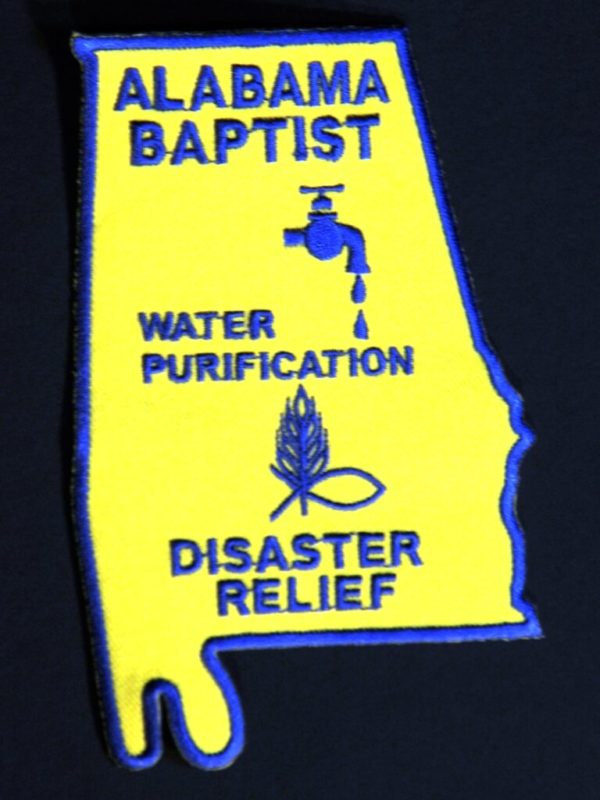 ALABAMA
BAPTIST
WATER
PURIFICATION
DISASTER
RELIEF